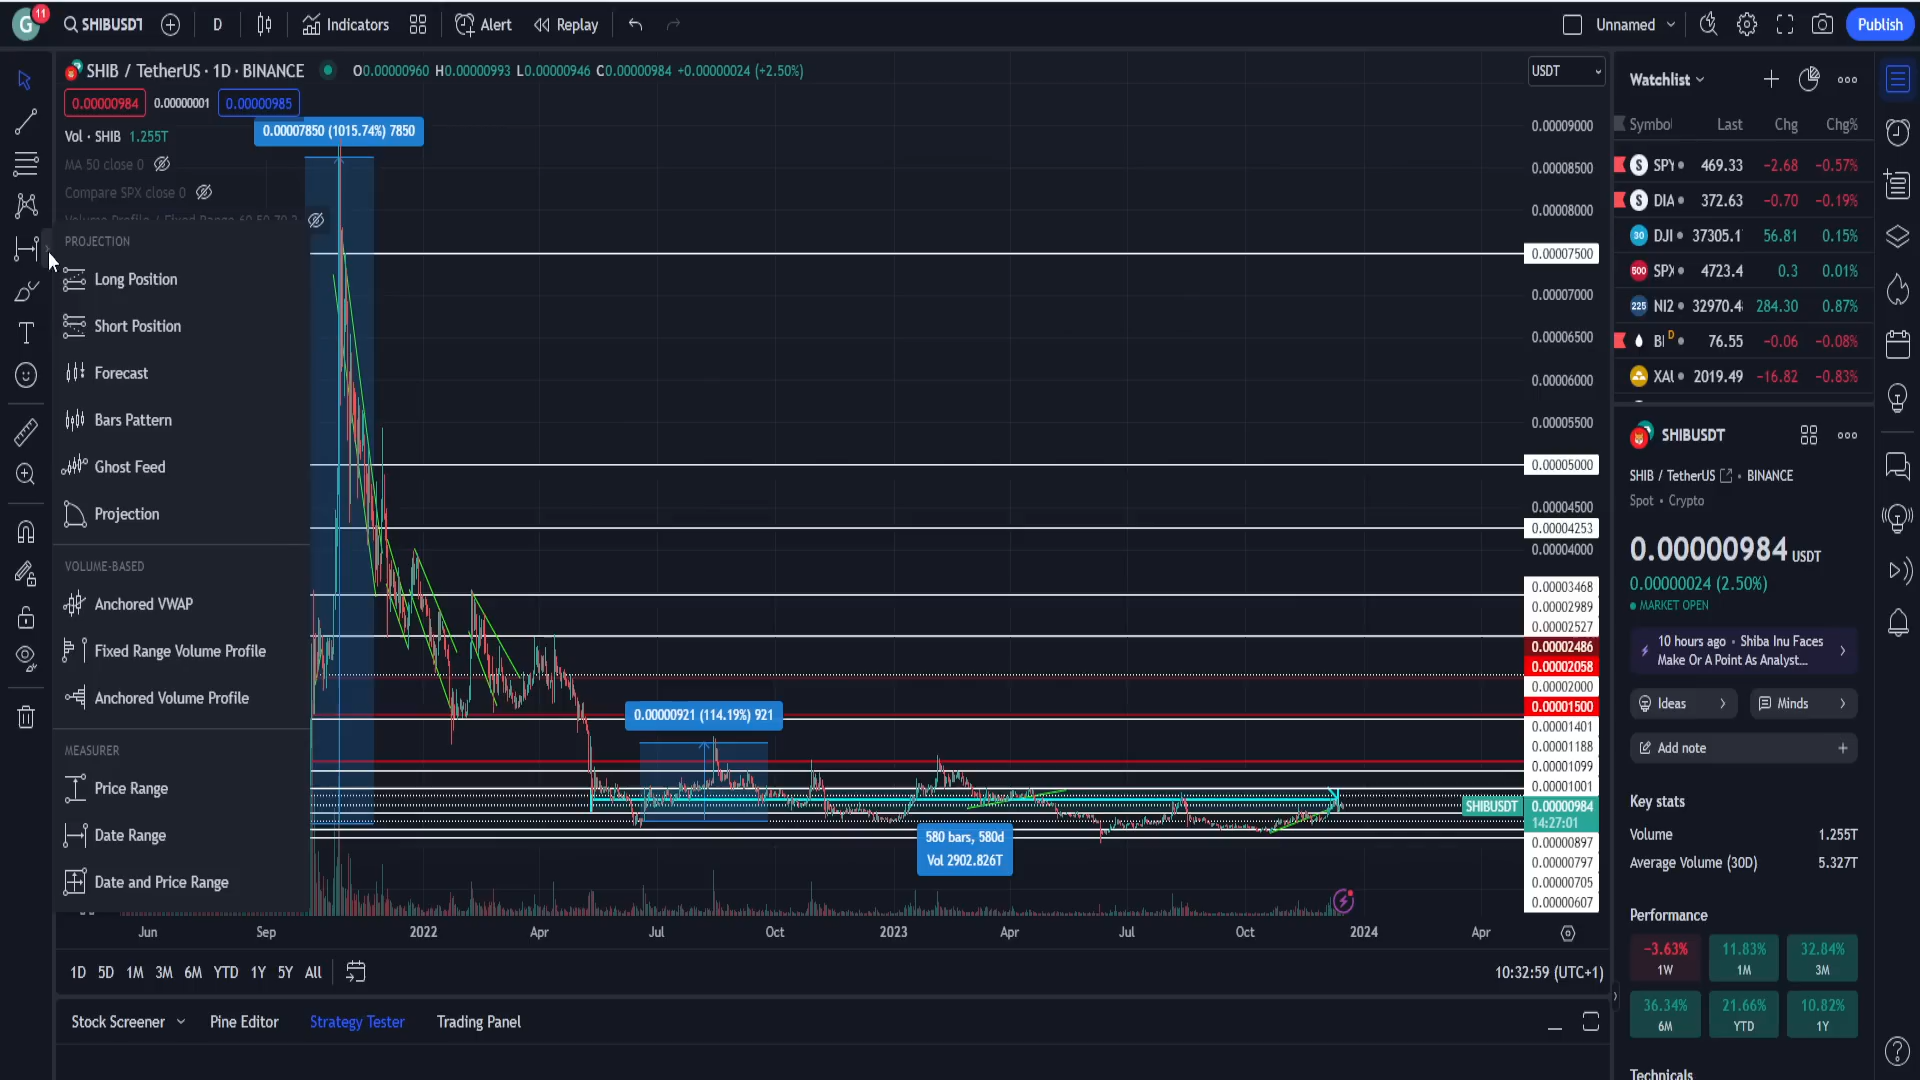 G 11 SHIBUSDT D Indicators Alert Replay Unnamed Publish
SHIB / TetherUS · 1D · BINANCE O0.00000960 H0.00000993 L0.00000946 C0.00000984 +0.00000024 (+2.50%)
0.00000984 0.00000001 0.00000985
Vol · SHIB 1.255T
MA 50 close 0
Compare SPX close 0
0.00007850 (1015.74%) 7850
PROJECTION
Long Position
Short Position
Forecast
Bars Pattern
Ghost Feed
Projection
VOLUME-BASED
Anchored VWAP
Fixed Range Volume Profile
Anchored Volume Profile
MEASURER
Price Range
Date Range
Date and Price Range
0.00000921 (114.19%) 921
580 bars, 580d
Vol 2902.826T
USDT
0.00009000
0.00008500
0.00008000
0.00007500
0.00007000
0.00006500
0.00006000
0.00005500
0.00005000
0.00004500
0.00004253
0.00004000
0.00003468
0.00002989
0.00002527
0.00002486
0.00002058
0.00002000
0.00001500
0.00001401
0.00001188
0.00001099
0.00001001
SHIBUSDT 0.00000984
14:27:01
0.00000897
0.00000797
0.00000705
0.00000607
Jun Sep 2022 Apr Jul Oct 2023 Apr Jul Oct 2024 Apr
1D 5D 1M 3M 6M YTD 1Y 5Y All
10:32:59 (UTC+1)
Stock Screener Pine Editor Strategy Tester Trading Panel
Watchlist
Symbol Last Chg Chg%
S SPY 469.33 −2.68 −0.57%
S DIA 372.63 −0.70 −0.19%
30 DJI 37305.1 56.81 0.15%
500 SPX 4723.4 0.3 0.01%
225 NI2 32970.4 284.30 0.87%
D 76.55 −0.06 −0.08%
XAU 2019.49 −16.82 −0.83%
SHIBUSDT
SHIB / TetherUS • BINANCE
Spot • Crypto
0.00000984 USDT
0.00000024 (2.50%)
MARKET OPEN
10 hours ago • Shiba Inu Faces
Make Or A Point As Analyst...
Ideas Minds
Add note
Key stats
Volume 1.255T
Average Volume (30D) 5.327T
Performance
−3.63% 11.83% 32.84%
1W 1M 3M
36.34% 21.66% 10.82%
6M YTD 1Y
Technicals